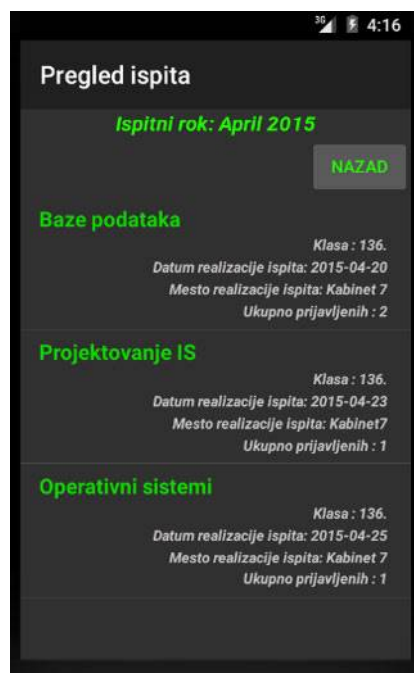 3G 4:16
Pregled ispita
Ispitni rok: April 2015
NAZAD
Baze podataka
Klasa : 136.
Datum realizacije ispita: 2015-04-20
Mesto realizacije ispita: Kabinet 7
Ukupno prijavljenih : 2
Projektovanje IS
Klasa : 136.
Datum realizacije ispita: 2015-04-23
Mesto realizacije ispita: Kabinet7
Ukupno prijavljenih : 1
Operativni sistemi
Klasa : 136.
Datum realizacije ispita: 2015-04-25
Mesto realizacije ispita: Kabinet 7
Ukupno prijavljenih : 1